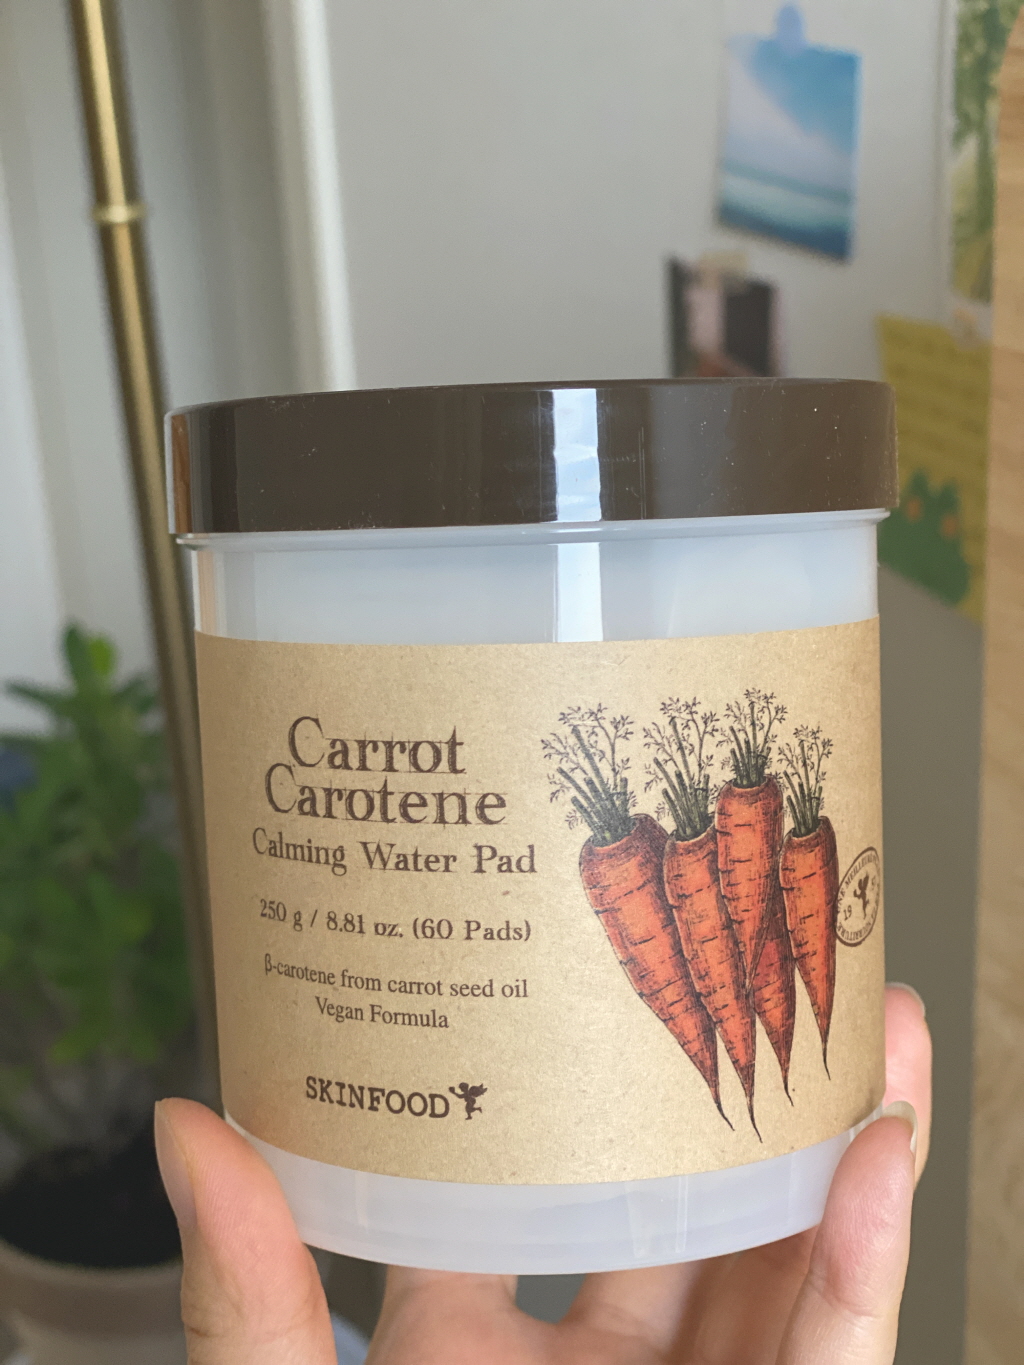 Carrot
Carotene
Calming Water Pad
250 g / 8.81 oz. (60 Pads)
β-carotene from carrot seed oil
Vegan Formula
SKINFOOD
19